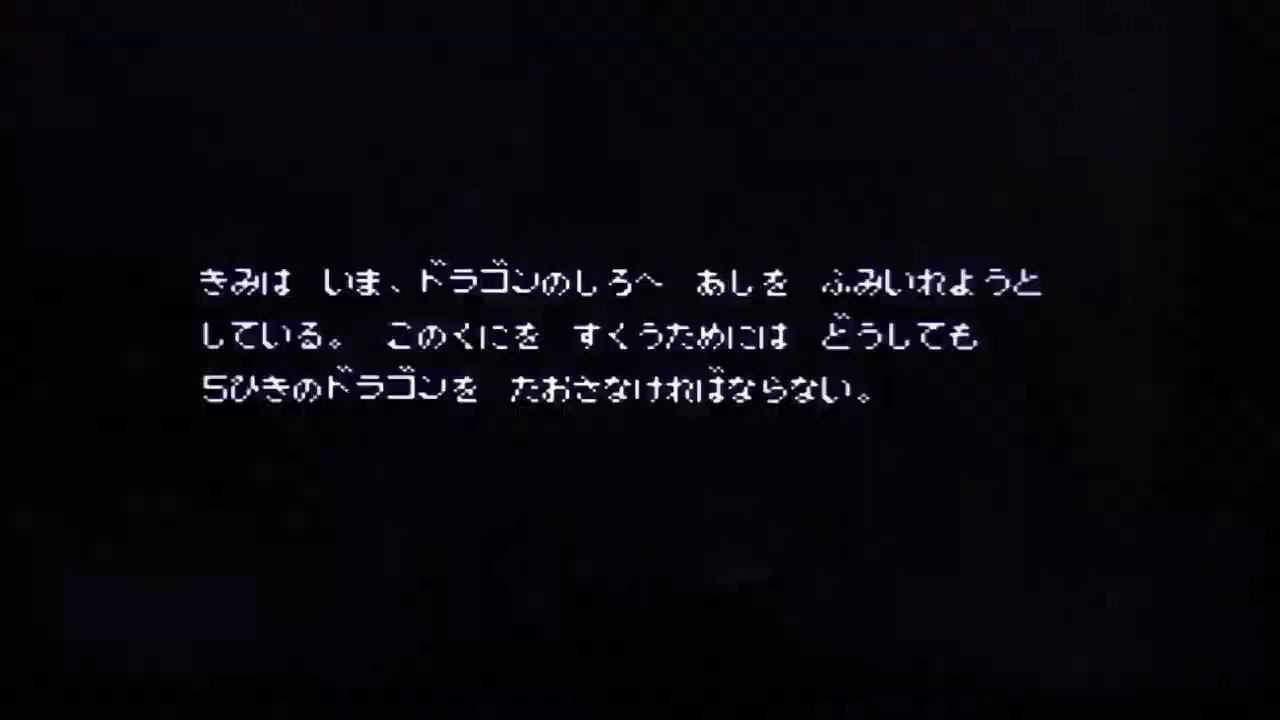 きみは　いま、ドラゴンのしろへ　あしを　ふみいれようと
している。　このくにを　すくうためには　どうしても
5ひきのドラゴンを　たおさなければならない。